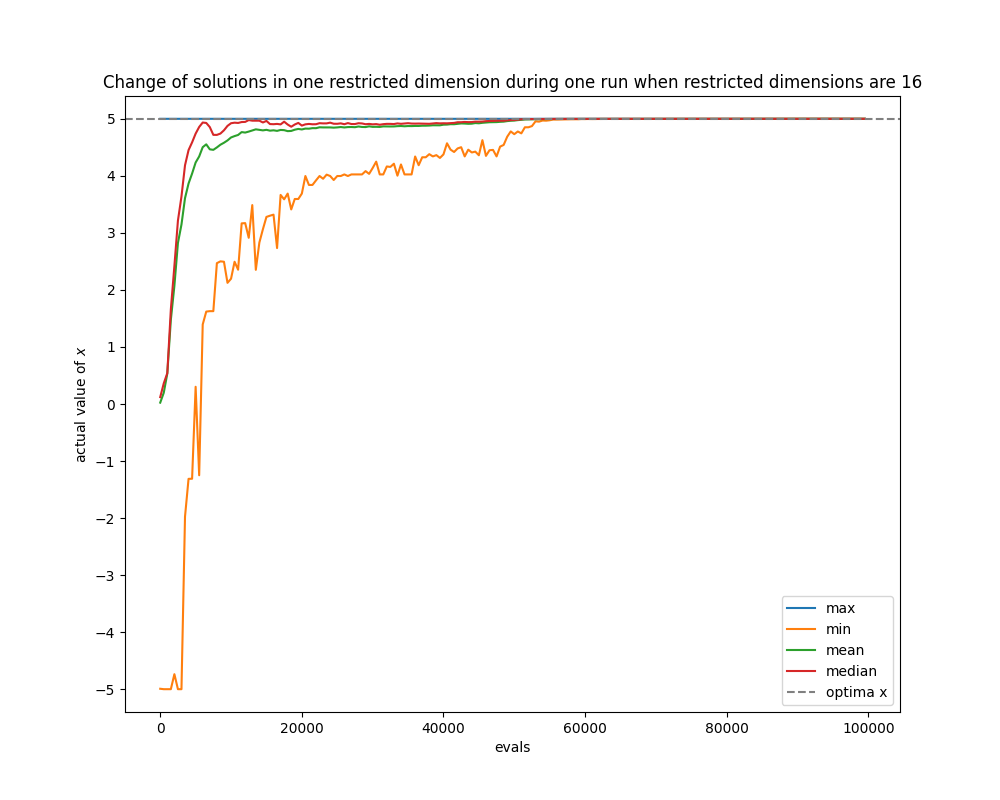 Change of solutions in one restricted dimension during one run when restricted dimensions are 16
actual value of x
5
4
3
2
1
0
−1
−2
−3
−4
−5
max
min
mean
median
optima x
0 20000 40000 60000 80000 100000
evals